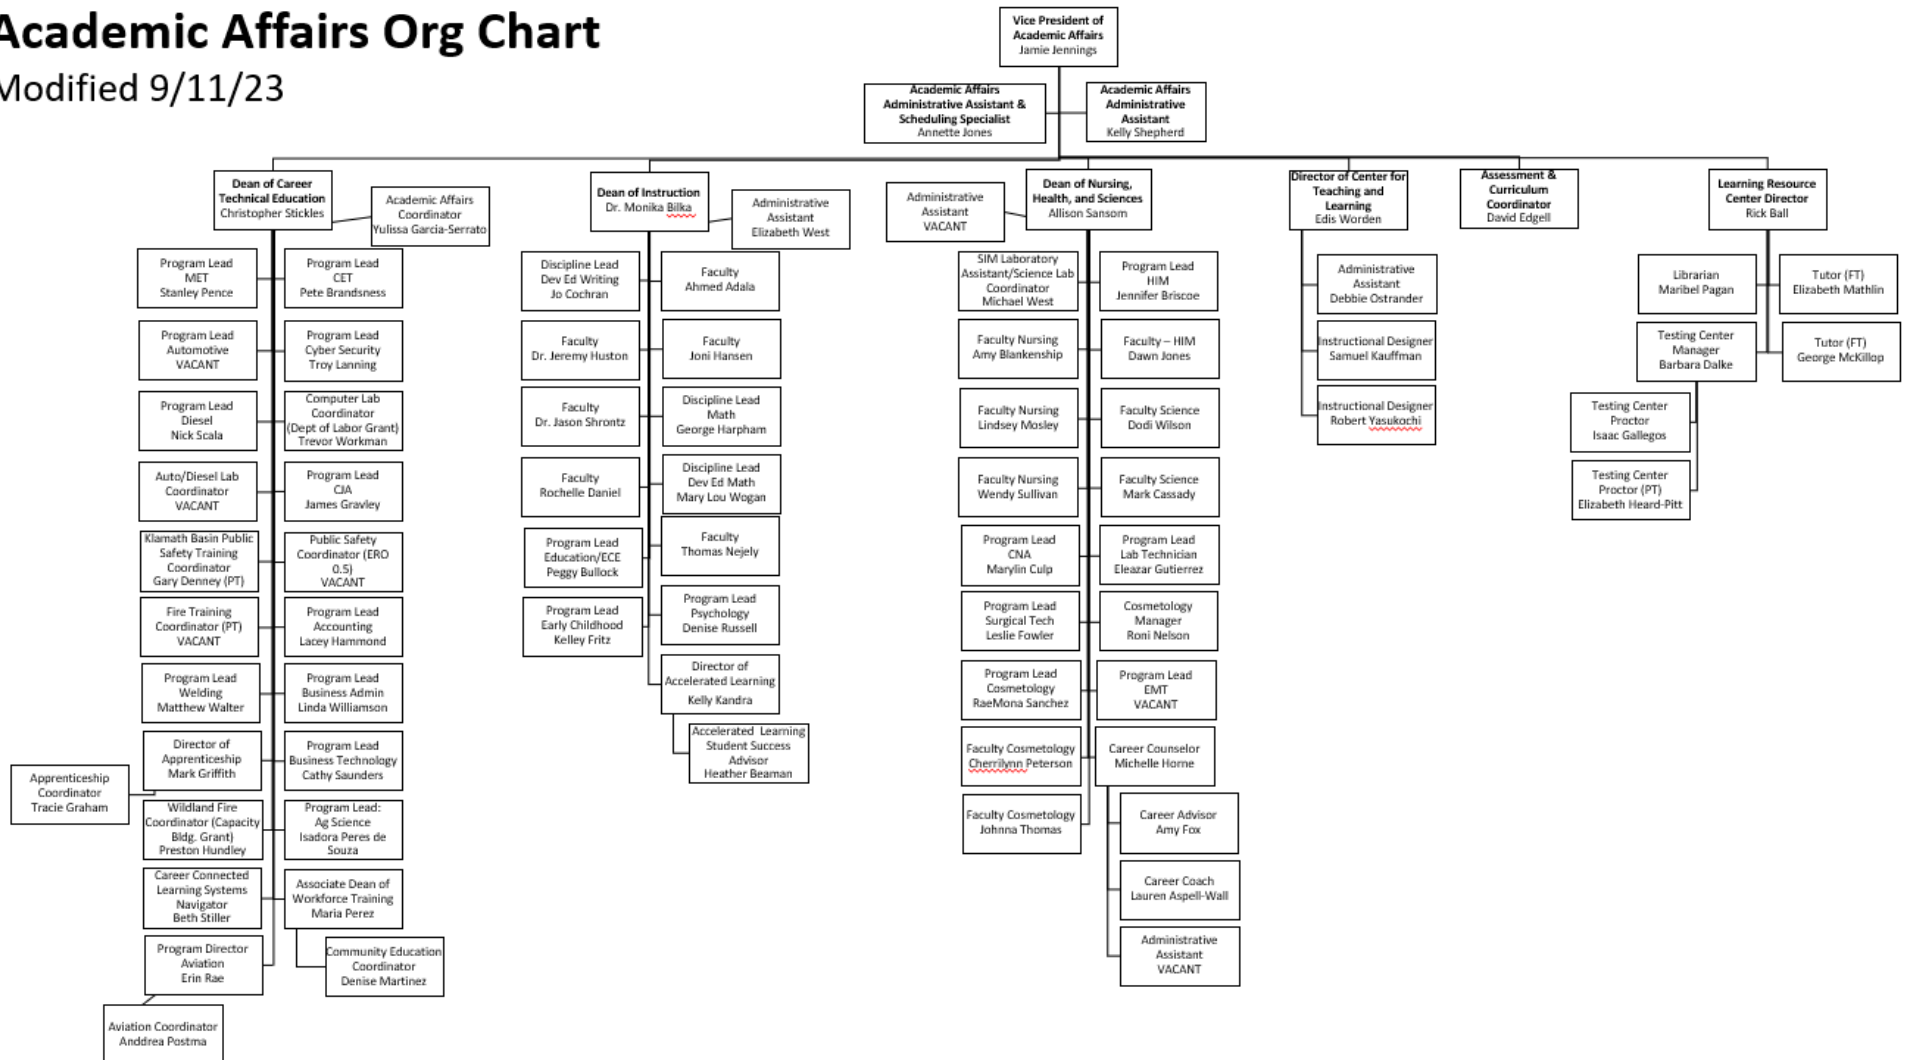 Academic Affairs Org Chart
Modified 9/11/23
Vice President of
Academic Affairs
Jamie Jennings
Academic Affairs
Administrative Assistant &
Scheduling Specialist
Annette Jones
Academic Affairs
Administrative
Assistant
Kelly Shepherd
Dean of Career
Technical Education
Christopher Stickles
Academic Affairs
Coordinator
Yulissa Garcia-Serrato
Program Lead
MET
Stanley Pence
Program Lead
CET
Pete Brandsness
Program Lead
Automotive
VACANT
Program Lead
Cyber Security
Troy Lanning
Program Lead
Diesel
Nick Scala
Computer Lab
Coordinator
(Dept of Labor Grant)
Trevor Workman
Auto/Diesel Lab
Coordinator
VACANT
Program Lead
CJA
James Gravley
Klamath Basin Public
Safety Training
Coordinator
Gary Denney (PT)
Public Safety
Coordinator (ERO
0.5)
VACANT
Fire Training
Coordinator (PT)
VACANT
Program Lead
Accounting
Lacey Hammond
Program Lead
Welding
Matthew Walter
Program Lead
Business Admin
Linda Williamson
Director of
Apprenticeship
Mark Griffith
Program Lead
Business Technology
Cathy Saunders
Apprenticeship
Coordinator
Tracie Graham
Wildland Fire
Coordinator (Capacity
Bldg. Grant)
Preston Hundley
Program Lead:
Ag Science
Isadora Peres de
Souza
Career Connected
Learning Systems
Navigator
Beth Stiller
Associate Dean of
Workforce Training
Maria Perez
Program Director
Aviation
Erin Rae
Community Education
Coordinator
Denise Martinez
Aviation Coordinator
Anddrea Postma
Dean of Instruction
Dr. Monika Bilka
Administrative
Assistant
Elizabeth West
Discipline Lead
Dev Ed Writing
Jo Cochran
Faculty
Ahmed Adala
Faculty
Dr. Jeremy Huston
Faculty
Joni Hansen
Faculty
Dr. Jason Shrontz
Discipline Lead
Math
George Harpham
Faculty
Rochelle Daniel
Discipline Lead
Dev Ed Math
Mary Lou Wogan
Program Lead
Education/ECE
Peggy Bullock
Faculty
Thomas Nejely
Program Lead
Early Childhood
Kelley Fritz
Program Lead
Psychology
Denise Russell
Director of
Accelerated Learning
Kelly Kandra
Accelerated Learning
Student Success
Advisor
Heather Beaman
Administrative
Assistant
VACANT
Dean of Nursing,
Health, and Sciences
Allison Sansom
SIM Laboratory
Assistant/Science Lab
Coordinator
Michael West
Program Lead
HIM
Jennifer Briscoe
Faculty Nursing
Amy Blankenship
Faculty – HIM
Dawn Jones
Faculty Nursing
Lindsey Mosley
Faculty Science
Dodi Wilson
Faculty Nursing
Wendy Sullivan
Faculty Science
Mark Cassady
Program Lead
CNA
Marylin Culp
Program Lead
Lab Technician
Eleazar Gutierrez
Program Lead
Surgical Tech
Leslie Fowler
Cosmetology
Manager
Roni Nelson
Program Lead
Cosmetology
RaeMona Sanchez
Program Lead
EMT
VACANT
Faculty Cosmetology
Cherrilynn Peterson
Career Counselor
Michelle Horne
Faculty Cosmetology
Johnna Thomas
Career Advisor
Amy Fox
Career Coach
Lauren Aspell-Wall
Administrative
Assistant
VACANT
Director of Center for
Teaching and
Learning
Edis Worden
Administrative
Assistant
Debbie Ostrander
Instructional Designer
Samuel Kauffman
Instructional Designer
Robert Yasukochi
Assessment &
Curriculum
Coordinator
David Edgell
Learning Resource
Center Director
Rick Ball
Librarian
Maribel Pagan
Tutor (FT)
Elizabeth Mathlin
Testing Center
Manager
Barbara Dalke
Tutor (FT)
George McKillop
Testing Center
Proctor
Isaac Gallegos
Testing Center
Proctor (PT)
Elizabeth Heard-Pitt